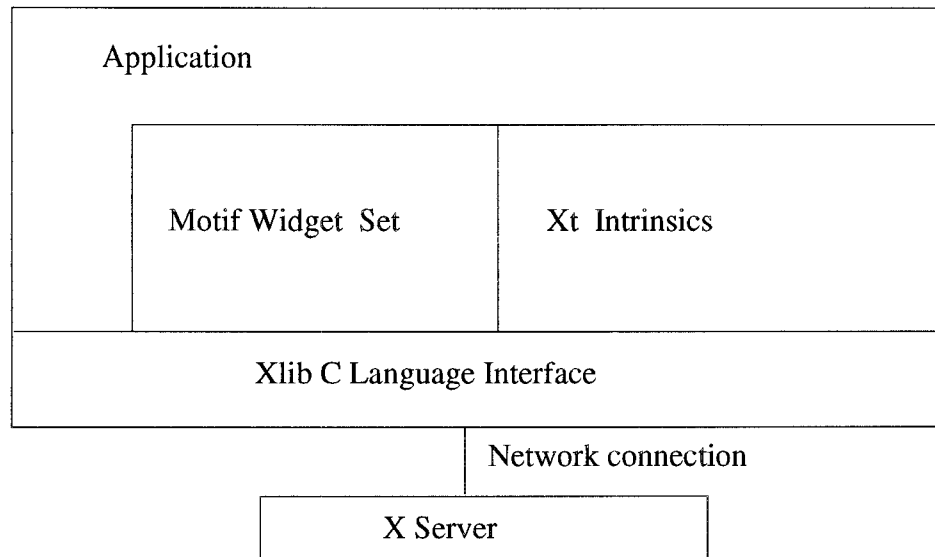 Application
Motif Widget Set
Xt Intrinsics
Xlib C Language Interface
Network connection
X Server